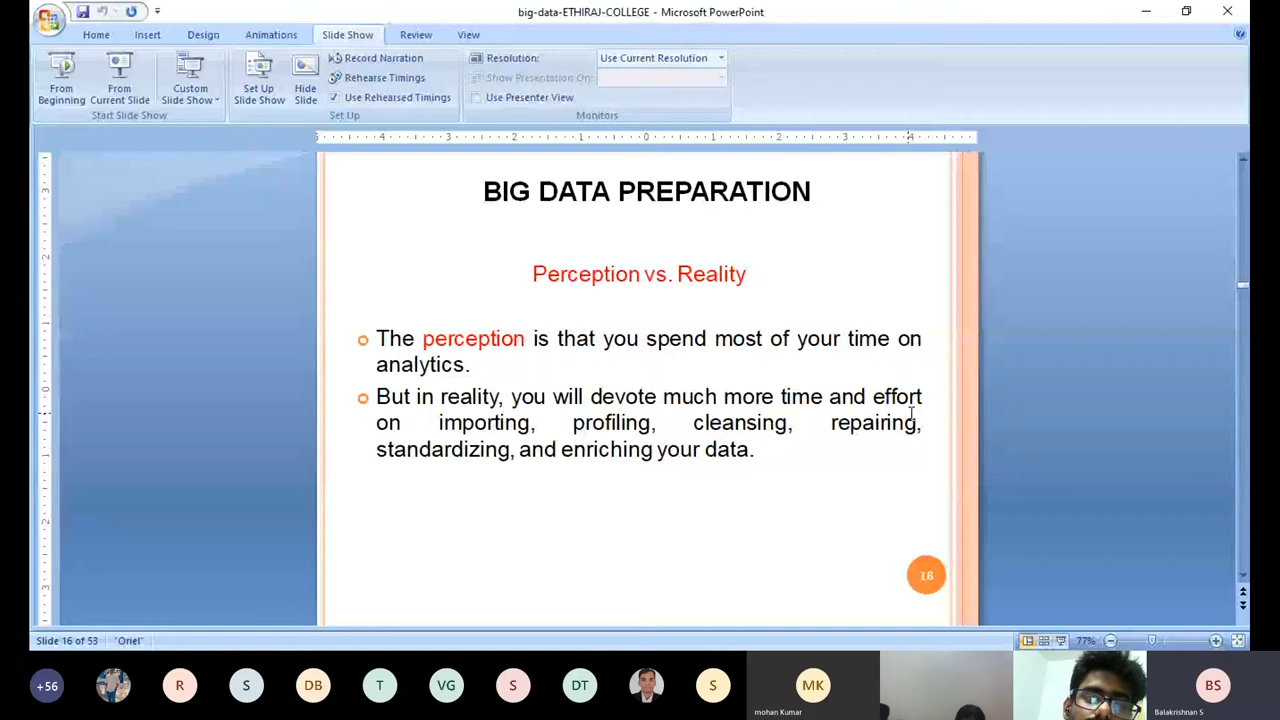 big-data-ETHIRAJ-COLLEGE - Microsoft PowerPoint
Home Insert Design Animations Slide Show Review View
From Beginning
From Current Slide
Custom Slide Show
Set Up Slide Show
Hide Slide
Record Narration
Rehearse Timings
Use Rehearsed Timings
Resolution: Use Current Resolution
Show Presentation On:
Use Presenter View
Start Slide Show Set Up Monitors
BIG DATA PREPARATION
Perception vs. Reality
The perception is that you spend most of your time on
analytics.
But in reality, you will devote much more time and effort
on importing, profiling, cleansing, repairing,
standardizing, and enriching your data.
16
Slide 16 of 53 "Oriel" 77%
+56 R S DB T VG S DT S MK BS
mohan Kumar Balakrishnan S